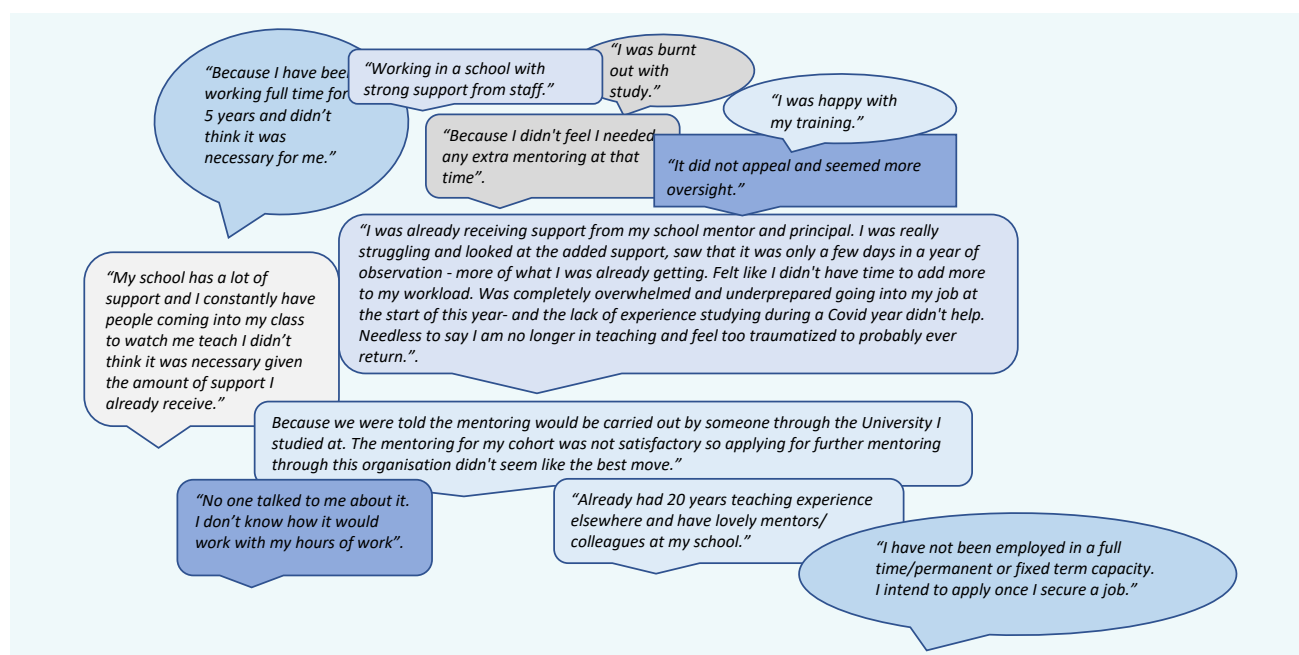 “Because I have been
working full time for
5 years and didn’t
think it was
necessary for me.”
“Working in a school with
strong support from staff.”
“I was burnt
out with
study.”
“I was happy with
my training.”
“Because I didn't feel I needed
any extra mentoring at that
time”.
“It did not appeal and seemed more
oversight.”
“I was already receiving support from my school mentor and principal. I was really
struggling and looked at the added support, saw that it was only a few days in a year of
observation - more of what I was already getting. Felt like I didn't have time to add more
to my workload. Was completely overwhelmed and underprepared going into my job at
the start of this year- and the lack of experience studying during a Covid year didn't help.
Needless to say I am no longer in teaching and feel too traumatized to probably ever
return.”.
“My school has a lot of
support and I constantly have
people coming into my class
to watch me teach I didn’t
think it was necessary given
the amount of support I
already receive.”
Because we were told the mentoring would be carried out by someone through the University I
studied at. The mentoring for my cohort was not satisfactory so applying for further mentoring
through this organisation didn't seem like the best move.”
“No one talked to me about it.
I don’t know how it would
work with my hours of work”.
“Already had 20 years teaching experience
elsewhere and have lovely mentors/
colleagues at my school.”
“I have not been employed in a full
time/permanent or fixed term capacity.
I intend to apply once I secure a job.”